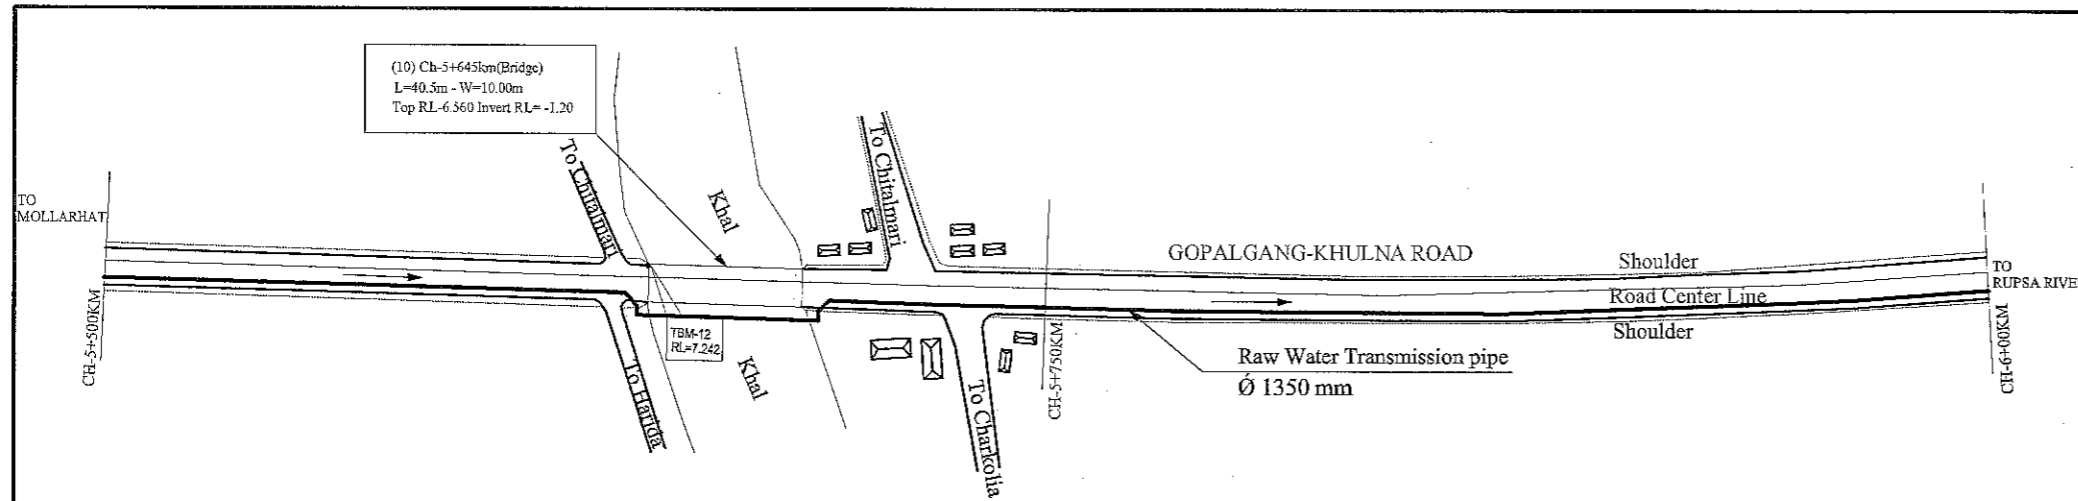 (10) Ch-5+645km(Bridge)
L=40.5m - W=10.00m
Top RL-6.560 Invert RL= -1.20
TO
MOLLARHAT
CH-5+500KM
To Chitalmari
Khal
To Chitalmari
GOPALGANG-KHULNA ROAD
Shoulder
Road Center Line
Shoulder
TO
RUPSA RIVE
CH-6+00KM
TBM-12
RL=7.242
To Harida
Khal
To Charkolia
CH-5+750KM
Raw Water Transmission pipe
Ø 1350 mm